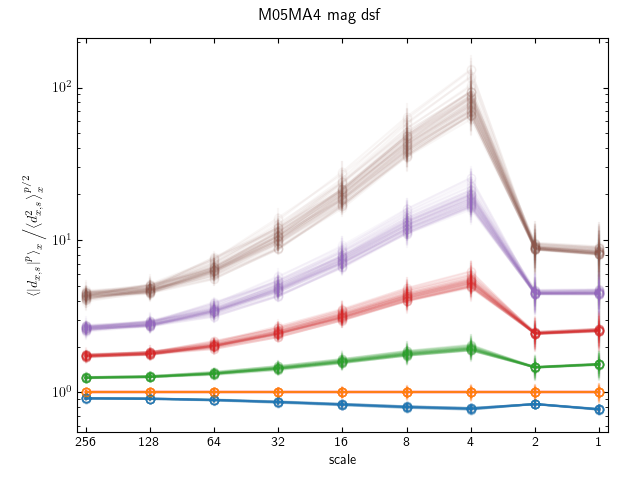 M05MA4 mag dsf
⟨|d_{x,s}|^p⟩_x / ⟨d^2_{x,s}⟩_x^{p/2}
10^2
10^1
10^0
256 128 64 32 16 8 4 2 1
scale